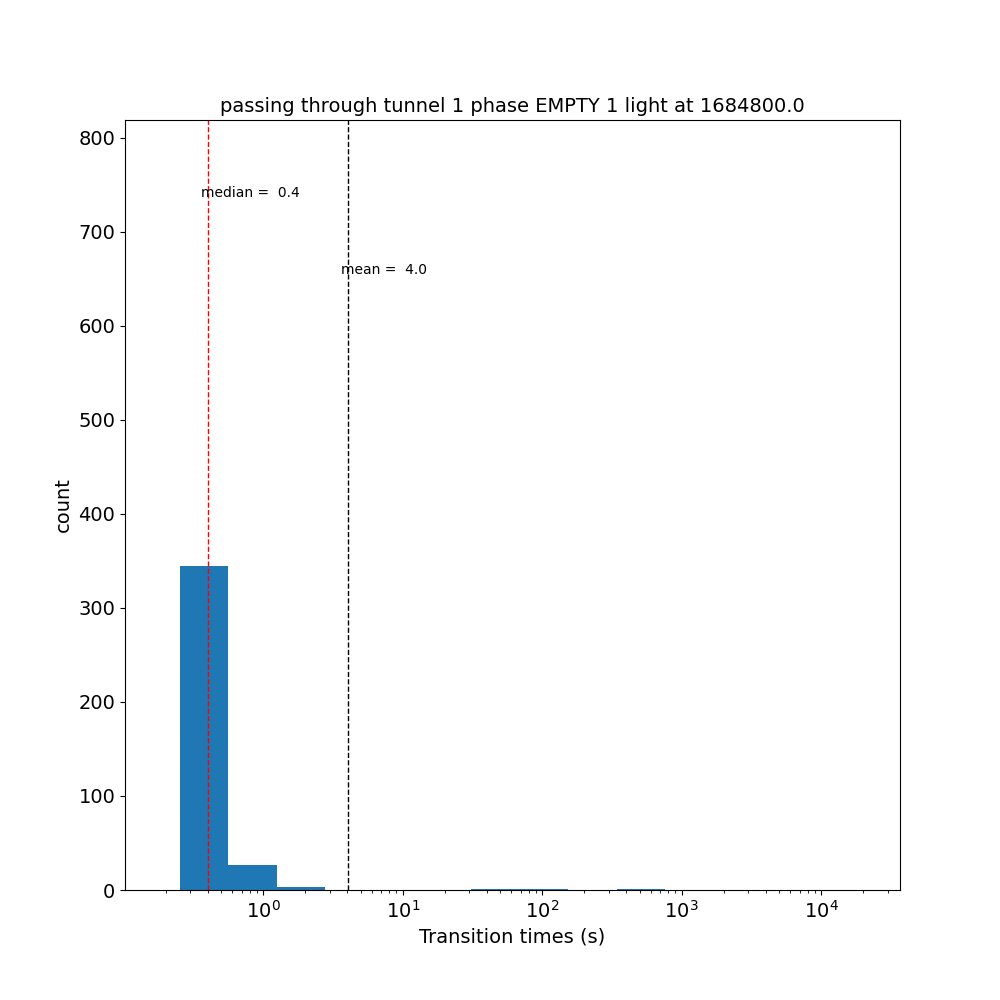 passing through tunnel 1 phase EMPTY 1 light at 1684800.0
800
median =  0.4
700
mean =  4.0
600
500
400
300
200
100
0
count
10^0 10^1 10^2 10^3 10^4
Transition times (s)